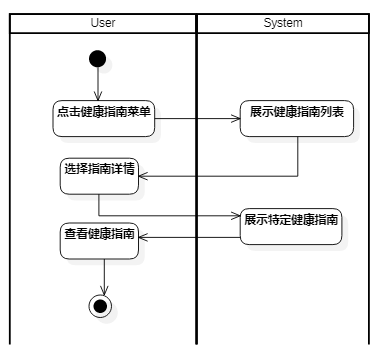 User
System
点击健康指南菜单
展示健康指南列表
选择指南详情
展示特定健康指南
查看健康指南